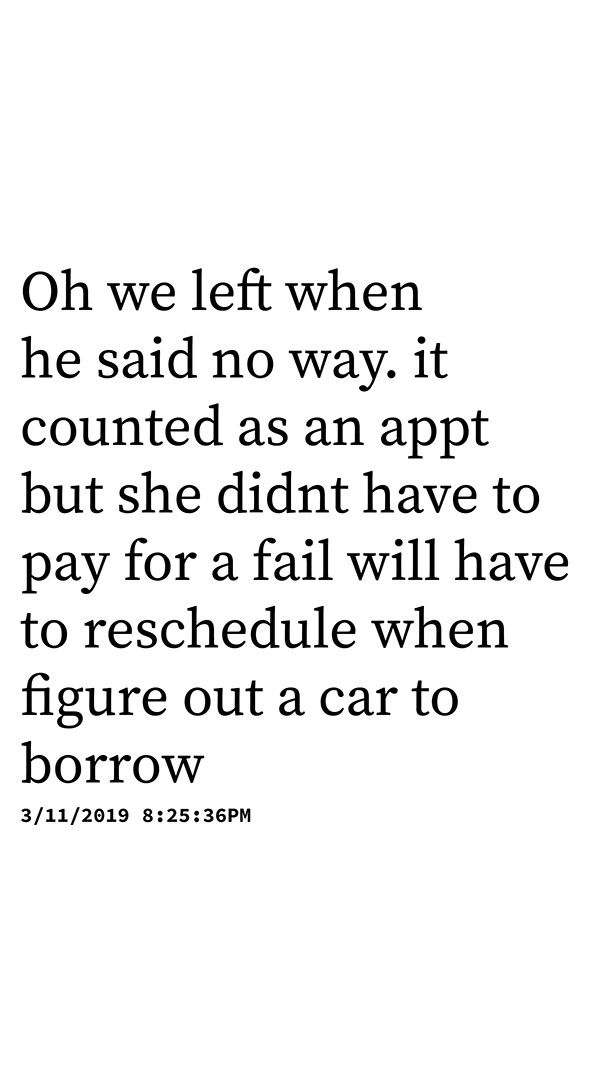 Oh we left when
he said no way. it
counted as an appt
but she didnt have to
pay for a fail will have
to reschedule when
figure out a car to
borrow
3/11/2019 8:25:36PM